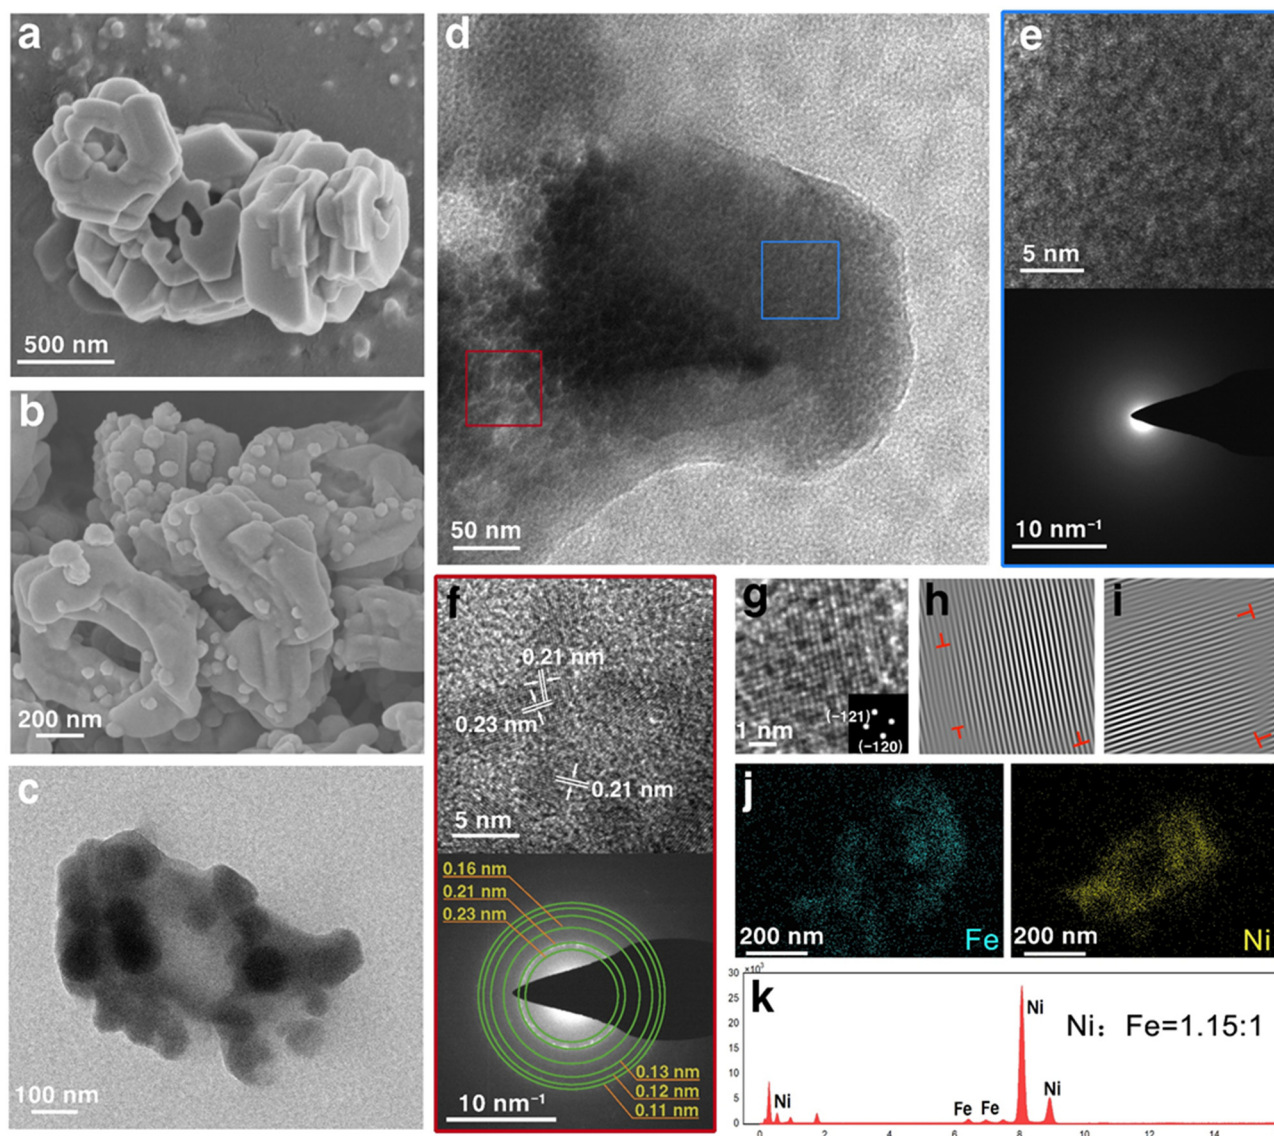 a
500 nm
b
200 nm
c
100 nm
d
50 nm
e
5 nm
10 nm⁻¹
f
0.21 nm
0.23 nm
0.21 nm
5 nm
0.16 nm
0.21 nm
0.23 nm
0.13 nm
0.12 nm
0.11 nm
10 nm⁻¹
g
(−121)
(−120)
1 nm
h
i
j
200 nm
Fe
200 nm
Ni
k
×10³
30
25
20
15
10
5
0
Ni
Fe
Fe
Ni
Ni
Ni: Fe=1.15:1
0 2 4 6 8 10 12 14